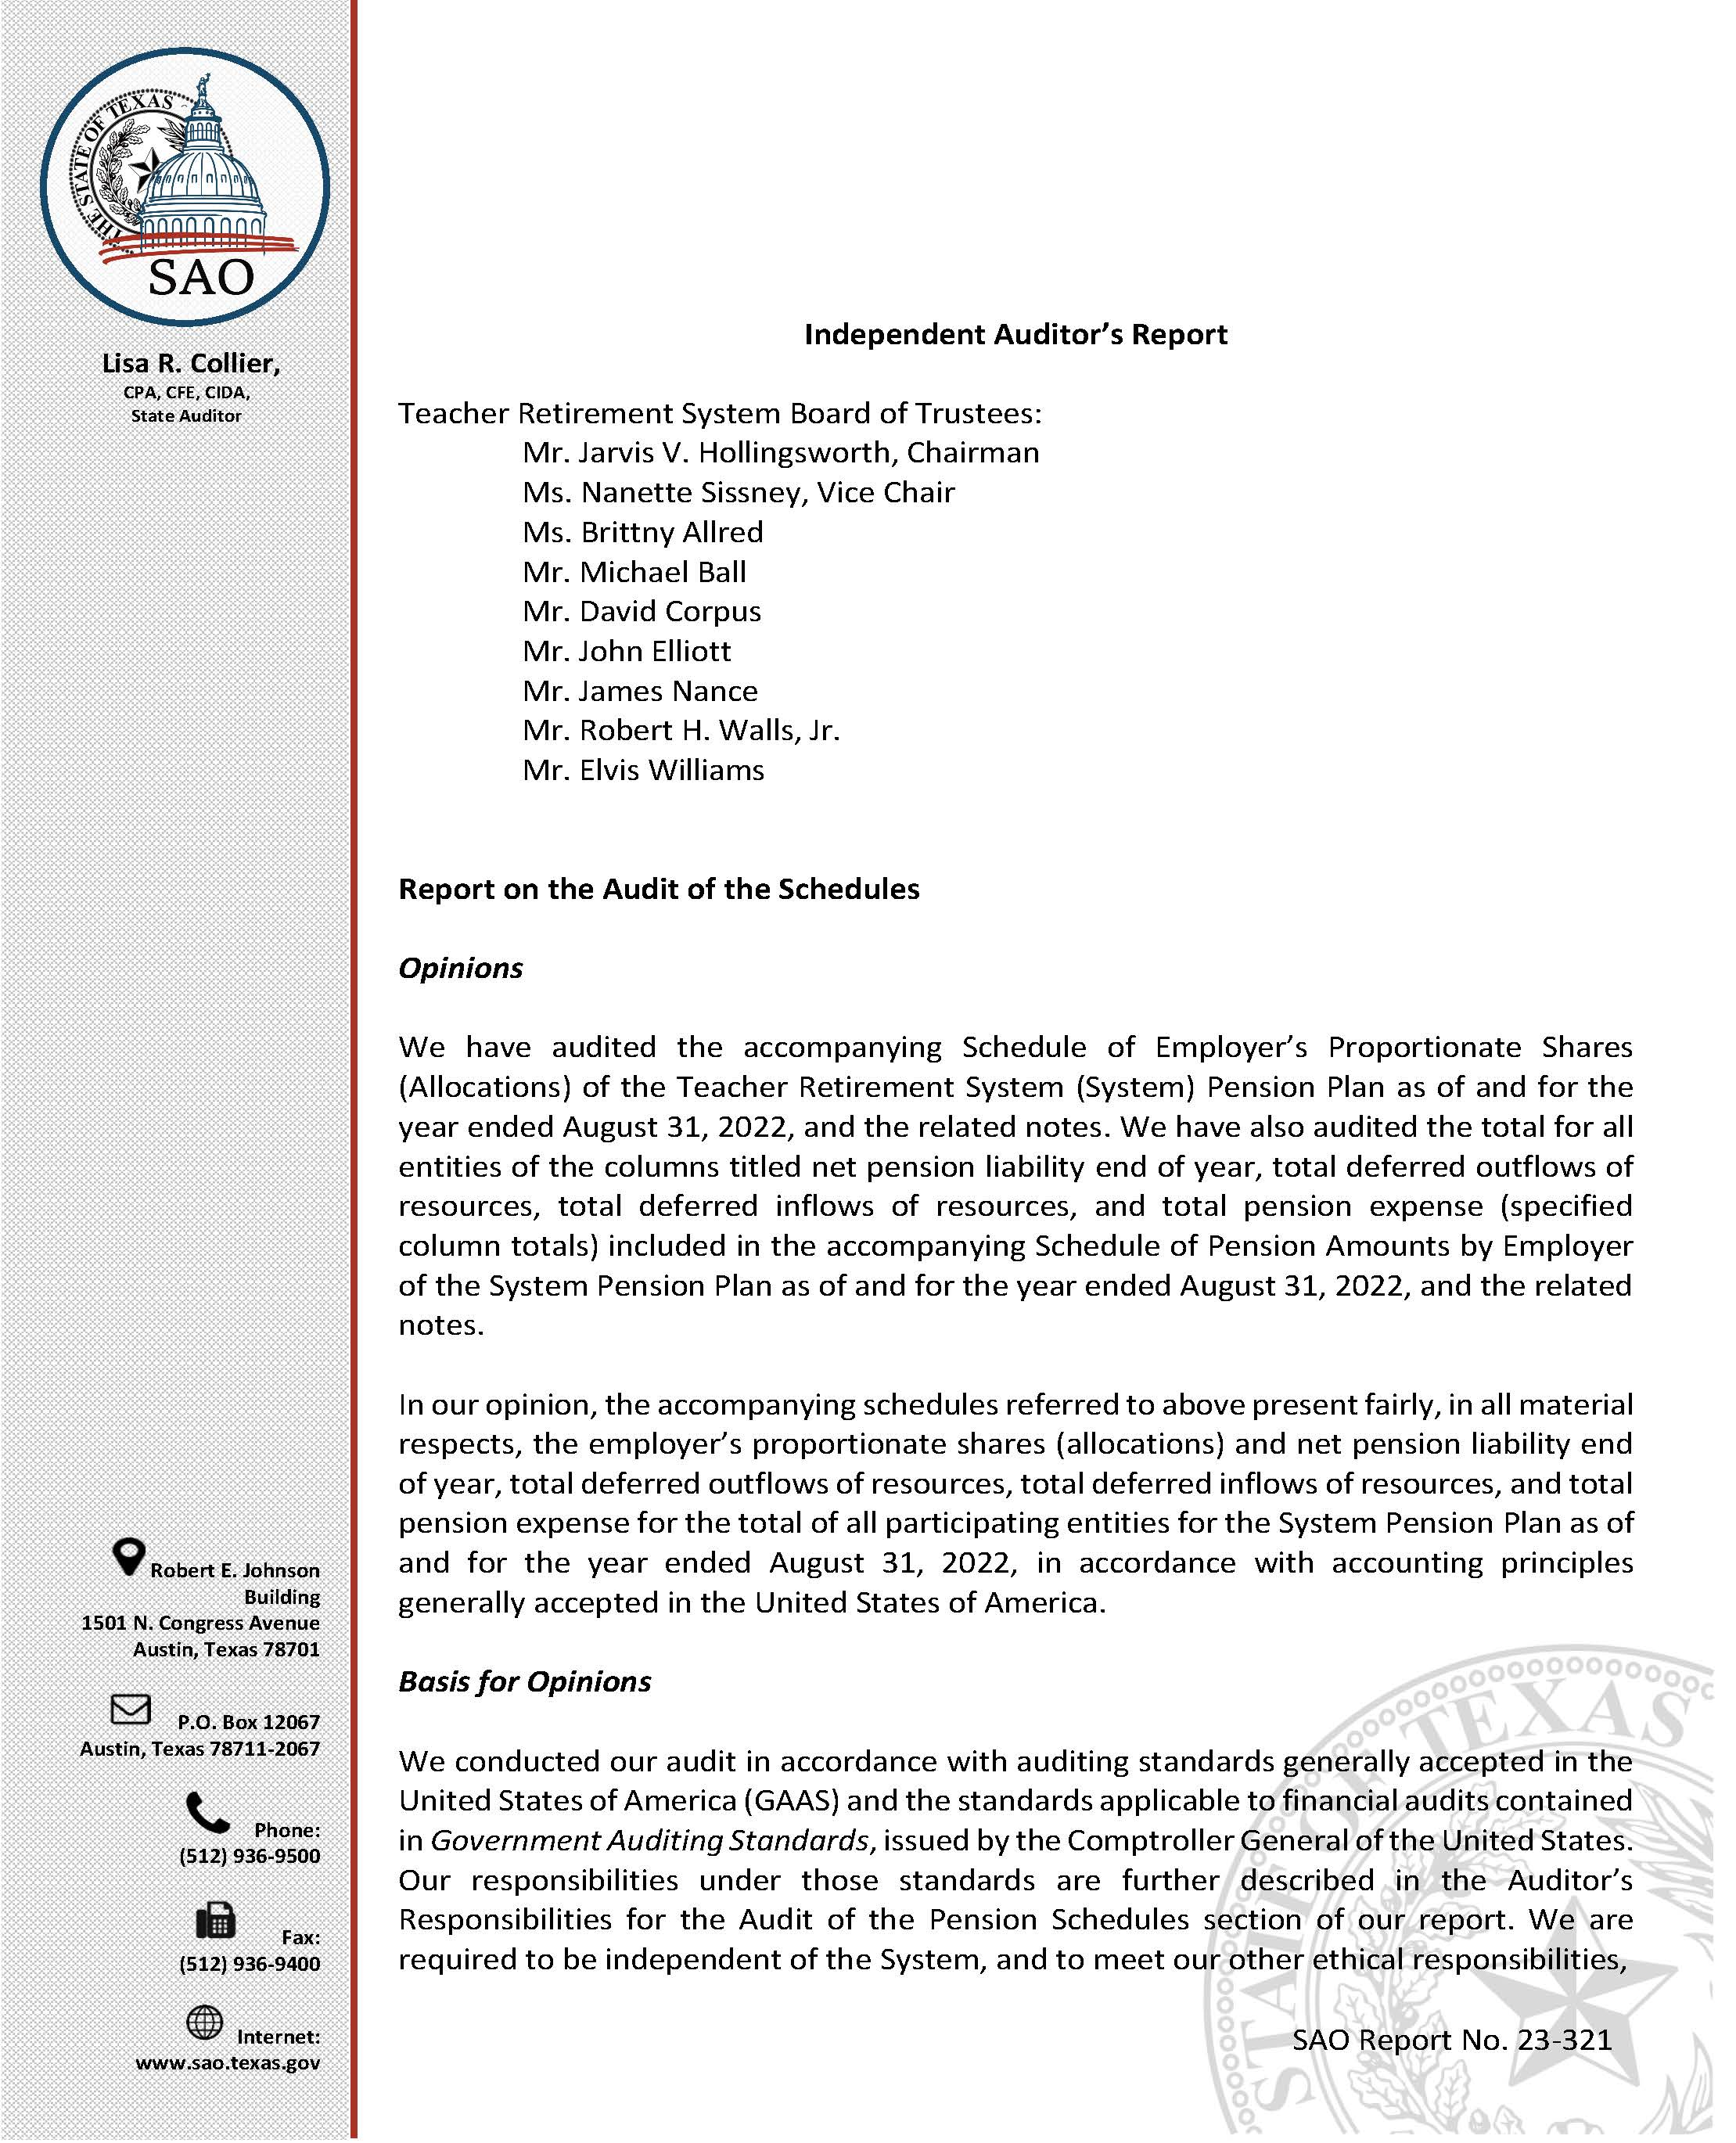 THE STATE OF TEXAS
SAO
Lisa R. Collier,
CPA, CFE, CIDA,
State Auditor
Independent Auditor’s Report
Teacher Retirement System Board of Trustees:
Mr. Jarvis V. Hollingsworth, Chairman
Ms. Nanette Sissney, Vice Chair
Ms. Brittny Allred
Mr. Michael Ball
Mr. David Corpus
Mr. John Elliott
Mr. James Nance
Mr. Robert H. Walls, Jr.
Mr. Elvis Williams
Report on the Audit of the Schedules
Opinions
We have audited the accompanying Schedule of Employer’s Proportionate Shares
(Allocations) of the Teacher Retirement System (System) Pension Plan as of and for the
year ended August 31, 2022, and the related notes. We have also audited the total for all
entities of the columns titled net pension liability end of year, total deferred outflows of
resources, total deferred inflows of resources, and total pension expense (specified
column totals) included in the accompanying Schedule of Pension Amounts by Employer
of the System Pension Plan as of and for the year ended August 31, 2022, and the related
notes.
In our opinion, the accompanying schedules referred to above present fairly, in all material
respects, the employer’s proportionate shares (allocations) and net pension liability end
of year, total deferred outflows of resources, total deferred inflows of resources, and total
pension expense for the total of all participating entities for the System Pension Plan as of
and for the year ended August 31, 2022, in accordance with accounting principles
generally accepted in the United States of America.
Basis for Opinions
We conducted our audit in accordance with auditing standards generally accepted in the
United States of America (GAAS) and the standards applicable to financial audits contained
in Government Auditing Standards, issued by the Comptroller General of the United States.
Our responsibilities under those standards are further described in the Auditor’s
Responsibilities for the Audit of the Pension Schedules section of our report. We are
required to be independent of the System, and to meet our other ethical responsibilities,
Robert E. Johnson
Building
1501 N. Congress Avenue
Austin, Texas 78701
P.O. Box 12067
Austin, Texas 78711-2067
Phone:
(512) 936-9500
Fax:
(512) 936-9400
Internet:
www.sao.texas.gov
STATE OF TEXAS
SAO Report No. 23-321